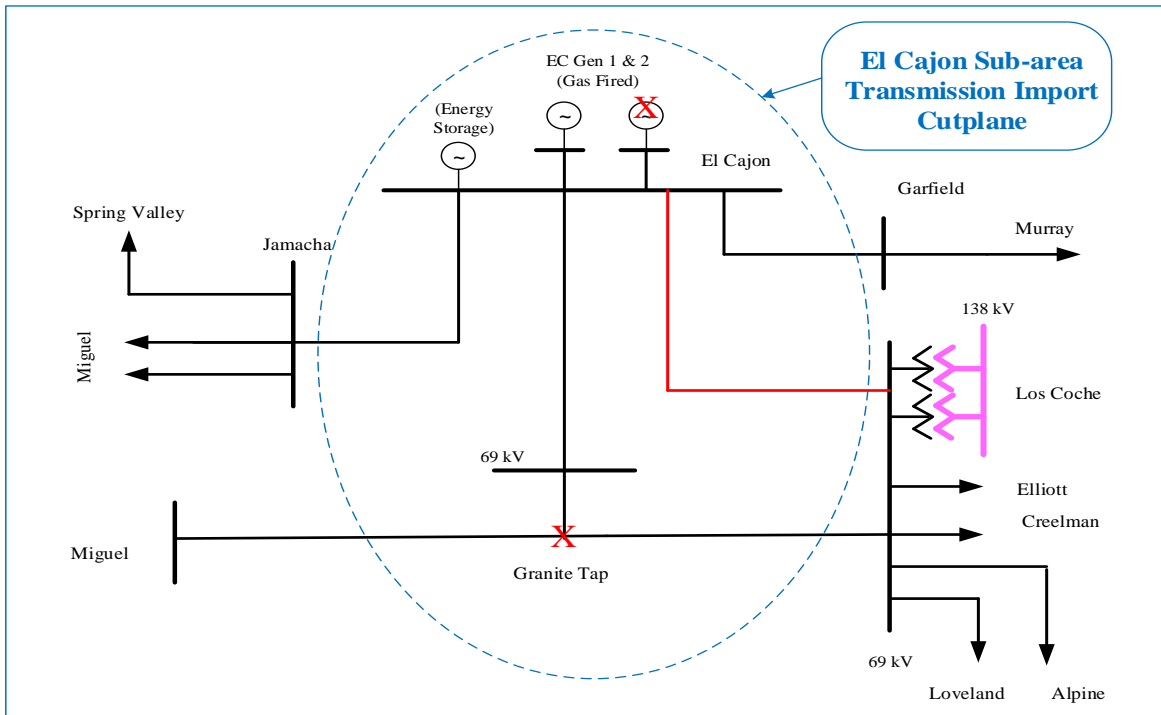 El Cajon Sub-area
Transmission Import
Cutplane
EC Gen 1 & 2
(Gas Fired)
(Energy
Storage)
~
~
~
X
El Cajon
Garfield
Murray
Spring Valley
Jamacha
Miguel
138 kV
Los Coche
69 kV
Elliott
Creelman
Miguel
X
Granite Tap
69 kV
Loveland
Alpine